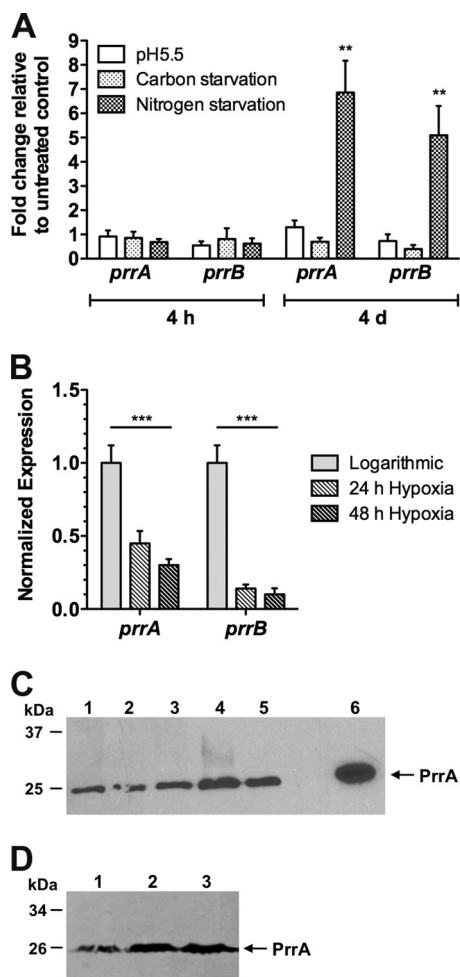 A
Fold change relative
to untreated control
9
8
7
6
5
4
3
2
1
0
pH5.5
Carbon starvation
Nitrogen starvation
**
**
prrA prrB prrA prrB
4 h 4 d
B
Normalized Expression
1.5
1.0
0.5
0.0
*** ***
Logarithmic
24 h Hypoxia
48 h Hypoxia
prrA prrB
C
kDa 1 2 3 4 5 6
37
25
PrrA
D
kDa 1 2 3
34
26
PrrA